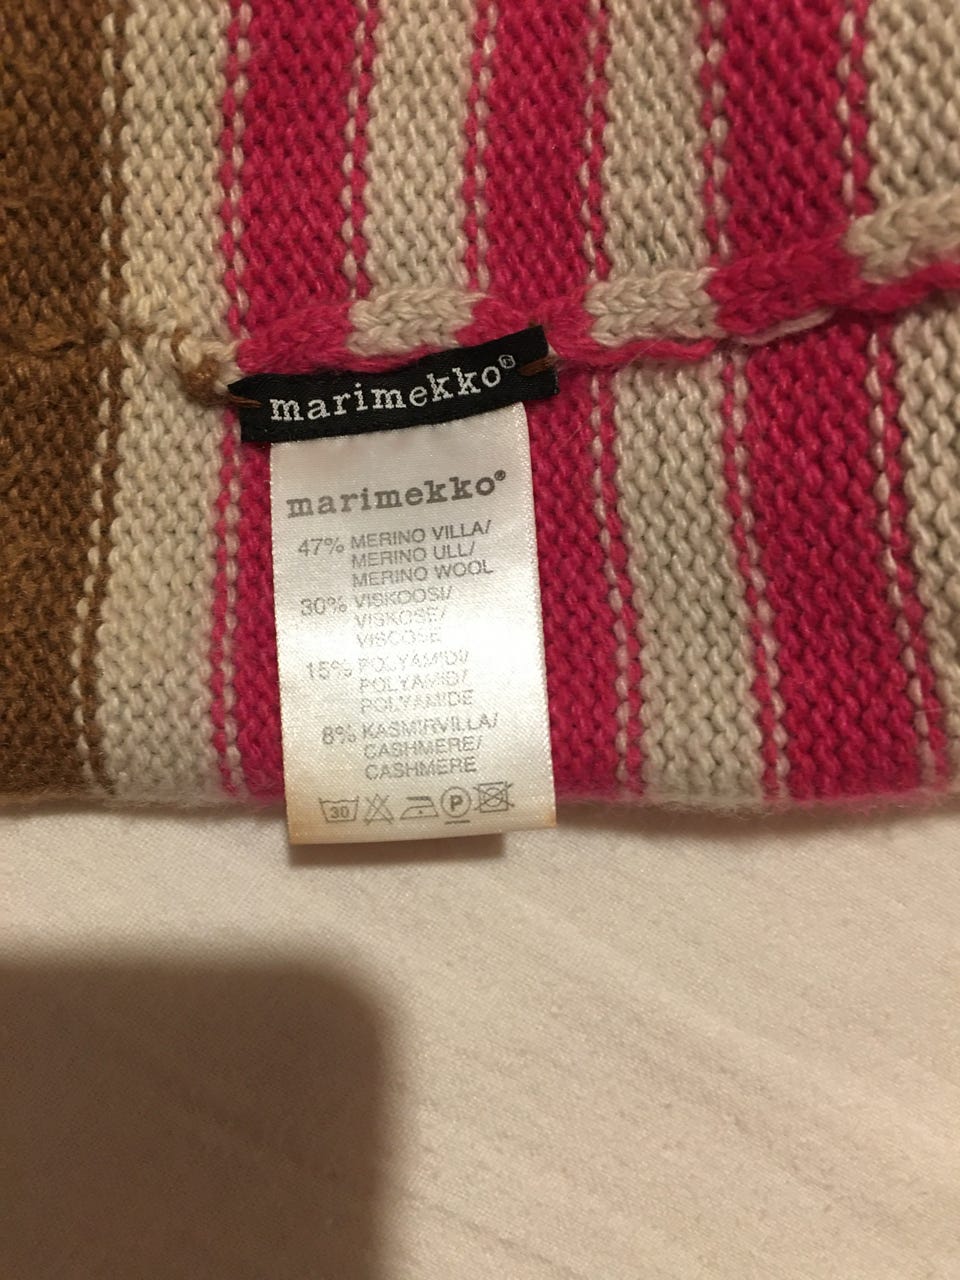 marimekko®
marimekko®
47% MERINO VILLA/
MERINO ULL/
MERINO WOOL
30% VISKOOSI/
VISKOSE/
VISCOSE
15% POLYAMIDI/
POLYAMID/
POLYAMIDE
8% KASMIRVILLA/
CASHMERE/
CASHMERE
30 P